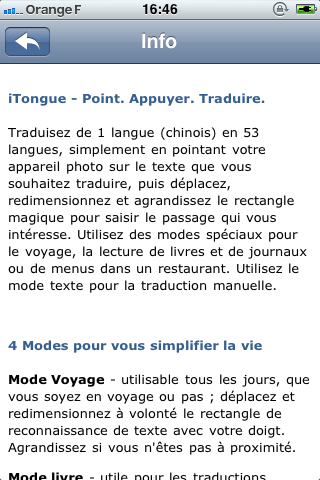 Orange F 16:46
Info
iTongue - Point. Appuyer. Traduire.
Traduisez de 1 langue (chinois) en 53
langues, simplement en pointant votre
appareil photo sur le texte que vous
souhaitez traduire, puis déplacez,
redimensionnez et agrandissez le rectangle
magique pour saisir le passage qui vous
intéresse. Utilisez des modes spéciaux pour
le voyage, la lecture de livres et de journaux
ou de menus dans un restaurant. Utilisez le
mode texte pour la traduction manuelle.
4 Modes pour vous simplifier la vie
Mode Voyage - utilisable tous les jours, que
vous soyez en voyage ou pas ; déplacez et
redimensionnez à volonté le rectangle de
reconnaissance de texte avec votre doigt.
Agrandissez si vous n'êtes pas à proximité.
Mode livre - utile pour les traductions